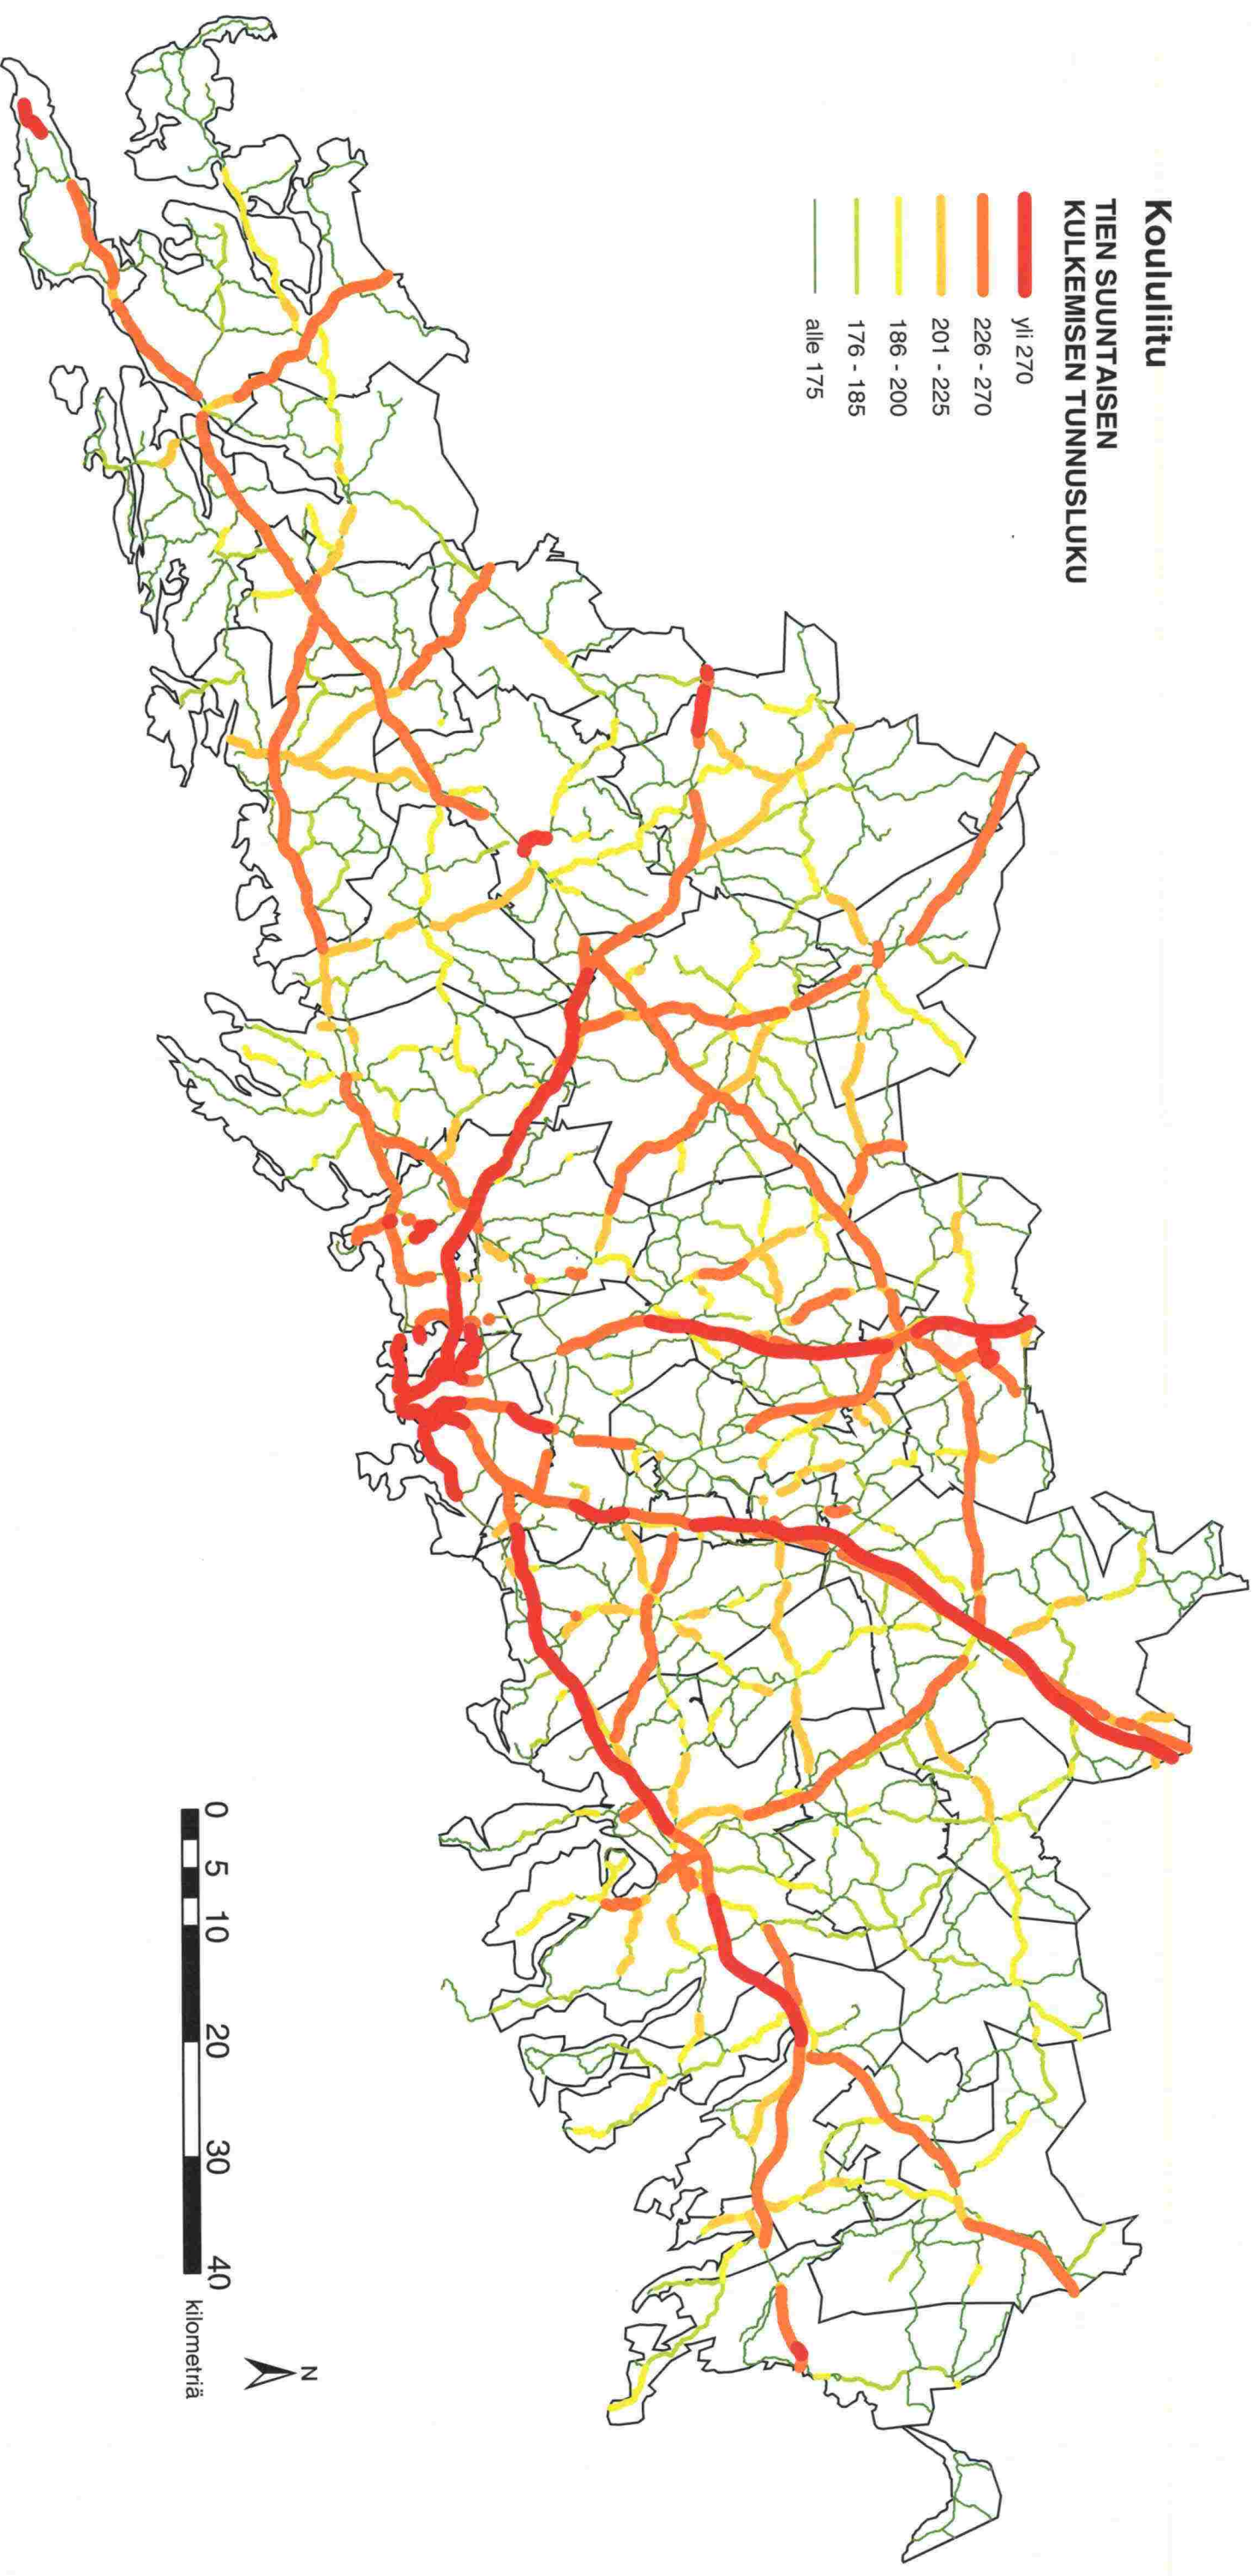 Koululiitu
TIEN SUUNTAISEN
KULKEMISEN TUNNUSLUKU
yli 270
226 - 270
201 - 225
186 - 200
176 - 185
alle 175
0 5 10 20 30 40 kilometriä
N